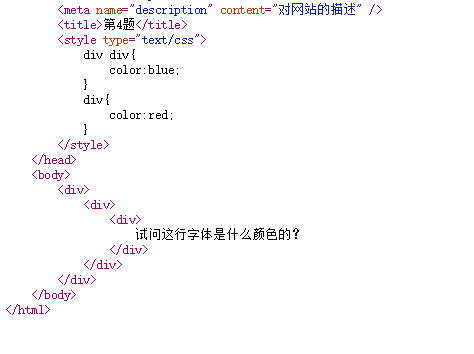 <meta name="description" content="对网站的描述" />
<title>第4题</title>
<style type="text/css">
div div{
color:blue;
}
div{
color:red;
}
</style>
</head>
<body>
<div>
<div>
<div>
试问这行字体是什么颜色的？
</div>
</div>
</div>
</body>
</html>